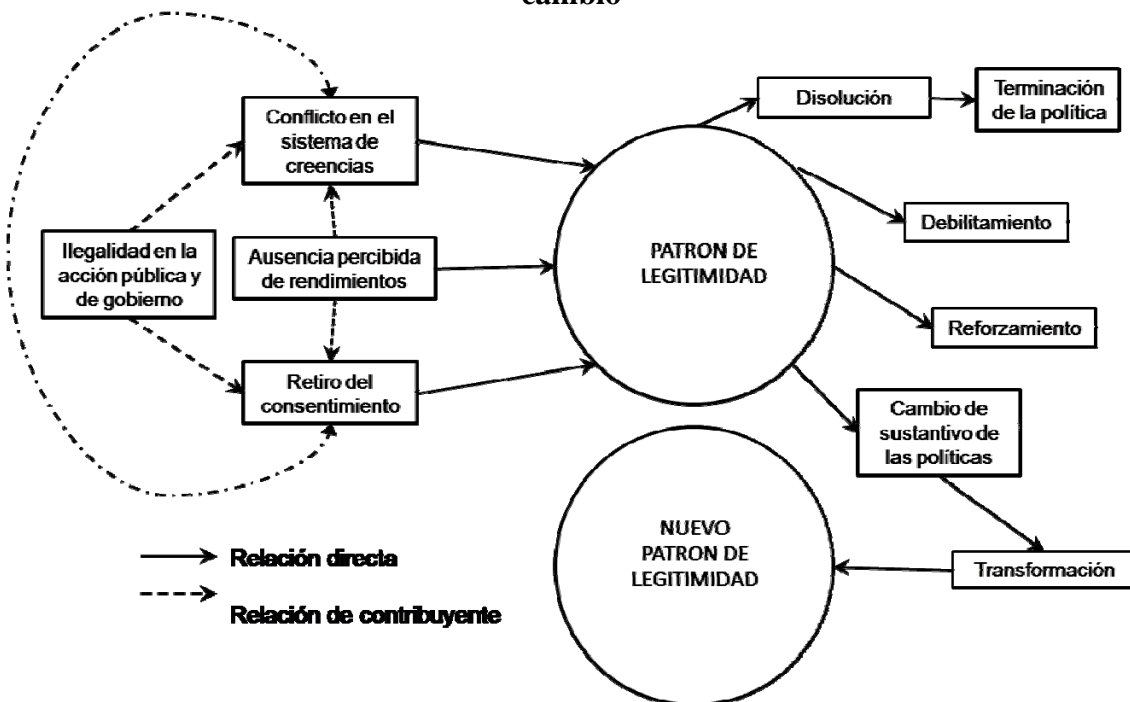 cambio
Conflicto en el
sistema de
creencias
Ilegalidad en la
acción pública y
de gobierno
Ausencia percibida
de rendimientos
Retiro del
consentimiento
PATRON DE
LEGITIMIDAD
Disolución
Terminación
de la política
Debilitamiento
Reforzamiento
Cambio de
sustantivo de
las políticas
Transformación
NUEVO
PATRON DE
LEGITIMIDAD
Relación directa
Relación de contribuyente